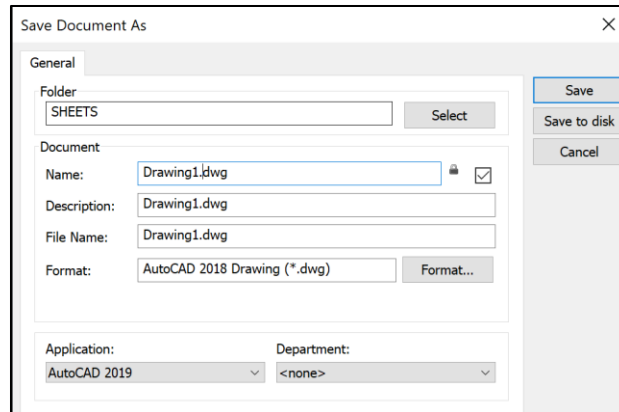 Save Document As
General
Folder
SHEETS
Select
Save
Save to disk
Cancel
Document
Name:
Drawing1.dwg
Description:
Drawing1.dwg
File Name:
Drawing1.dwg
Format:
AutoCAD 2018 Drawing (*.dwg)
Format...
Application:
Department:
AutoCAD 2019
<none>